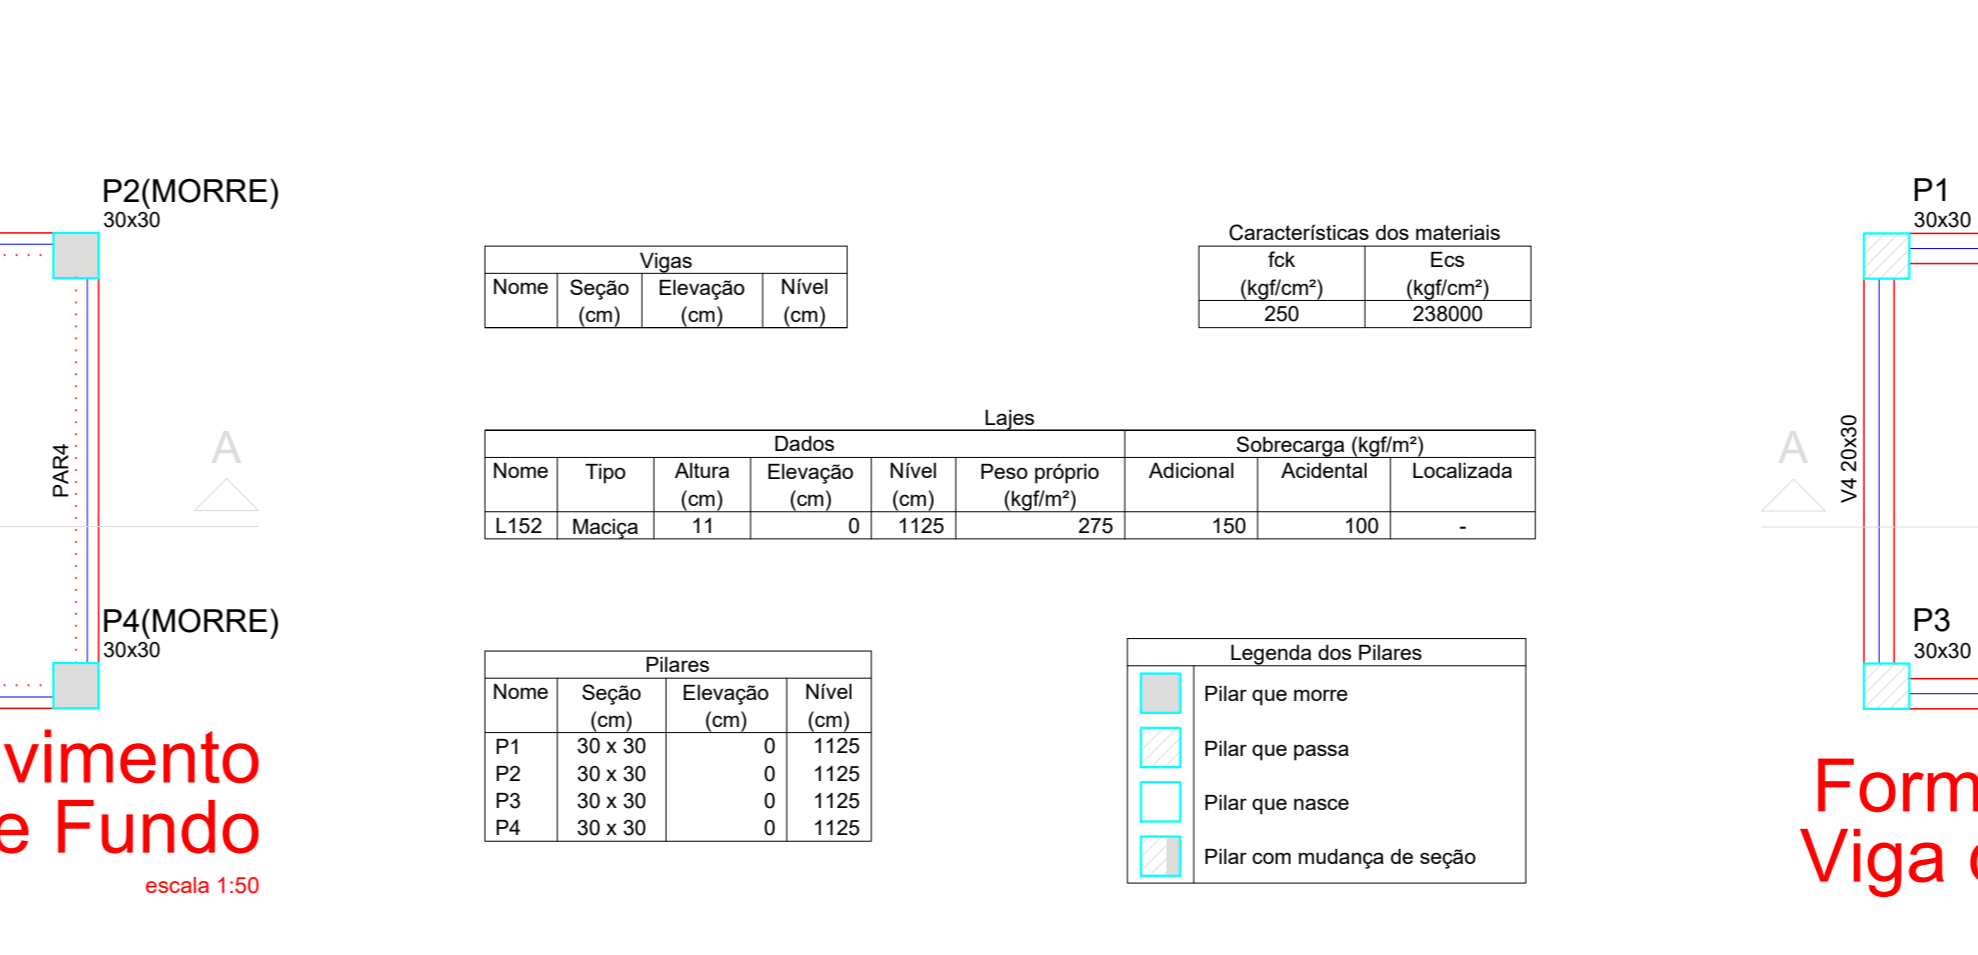 P2(MORRE)
30x30
PAR4
A
P4(MORRE)
30x30
vimento
e Fundo
escala 1:50
Vigas
Nome Seção Elevação Nível
(cm) (cm) (cm)
Características dos materiais
fck Ecs
(kgf/cm²) (kgf/cm²)
250 238000
Lajes
Dados Sobrecarga (kgf/m²)
Nome Tipo Altura Elevação Nível Peso próprio Adicional Acidental Localizada
(cm) (cm) (cm) (kgf/m²)
L152 Maciça 11 0 1125 275 150 100 -
Pilares
Nome Seção Elevação Nível
(cm) (cm) (cm)
P1 30 x 30 0 1125
P2 30 x 30 0 1125
P3 30 x 30 0 1125
P4 30 x 30 0 1125
Legenda dos Pilares
Pilar que morre
Pilar que passa
Pilar que nasce
Pilar com mudança de seção
P1
30x30
A
V4 20x30
P3
30x30
Form
Viga